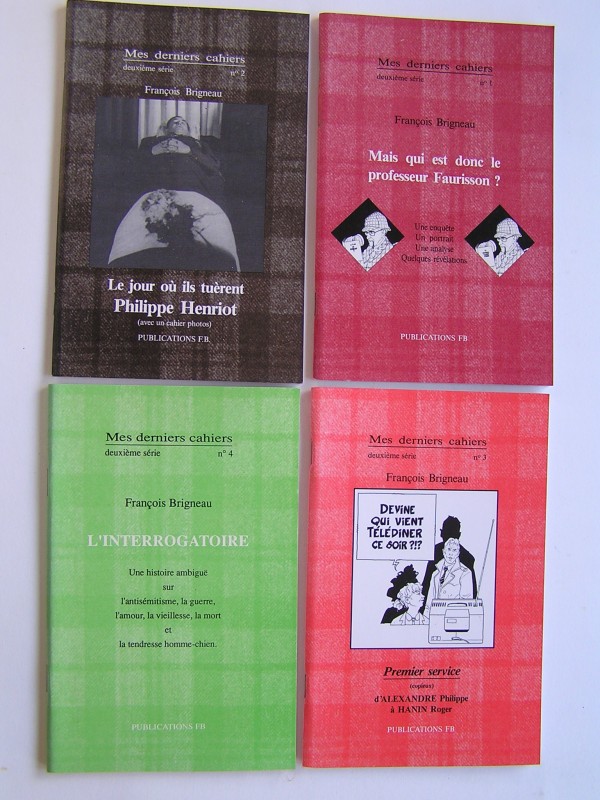 Mes derniers cahiers
deuxième série n° 2
François Brigneau
Le jour où ils tuèrent
Philippe Henriot
(avec un cahier photos)
PUBLICATIONS F.B.
Mes derniers cahiers
deuxième série n° 1
François Brigneau
Mais qui est donc le
professeur Faurisson ?
Une enquête
Un portrait
Une analyse
Quelques révélations
PUBLICATIONS FB
Mes derniers cahiers
deuxième série n° 4
François Brigneau
L'INTERROGATOIRE
Une histoire ambiguë
sur
l'antisémitisme, la guerre,
l'amour, la vieillesse, la mort
et
la tendresse homme-chien.
PUBLICATIONS FB
Mes derniers cahiers
deuxième série n° 3
François Brigneau
DEVINE
QUI VIENT
TÉLÉDINER
CE SOIR ?!?
Premier service
(copieux)
d'ALEXANDRE Philippe
à HANIN Roger
PUBLICATIONS FB